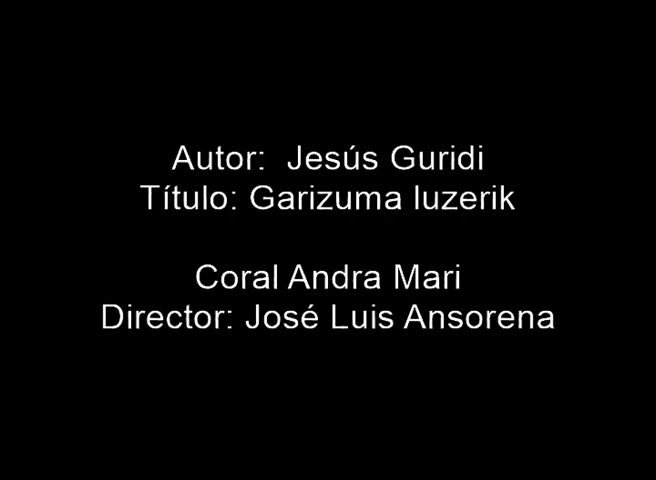 Autor:  Jesús Guridi
Título: Garizuma luzerik
Coral Andra Mari
Director: José Luis Ansorena